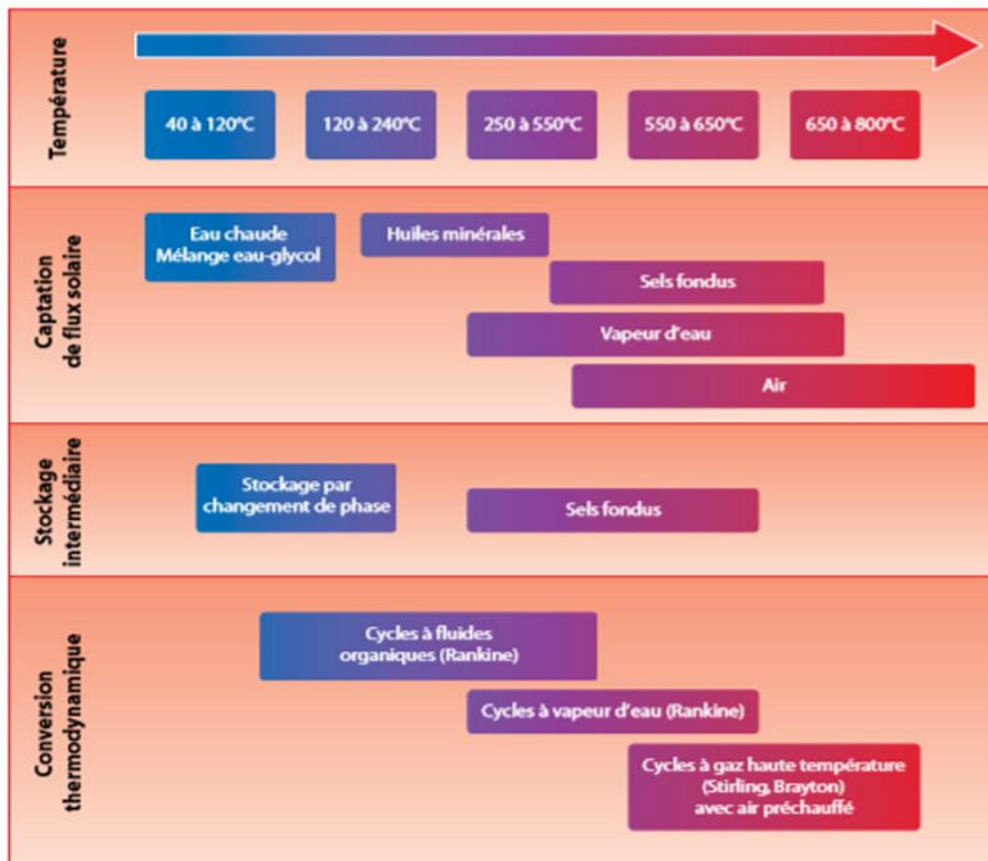 Température
40 à 120°C
120 à 240°C
250 à 550°C
550 à 650°C
650 à 800°C
Captation
de flux solaire
Eau chaude
Mélange eau-glycol
Huiles minérales
Sels fondus
Vapeur d'eau
Air
Stockage
intermédiaire
Stockage par
changement de phase
Sels fondus
Conversion
thermodynamique
Cycles à fluides
organiques (Rankine)
Cycles à vapeur d'eau (Rankine)
Cycles à gaz haute température
(Stirling, Brayton)
avec air préchauffé